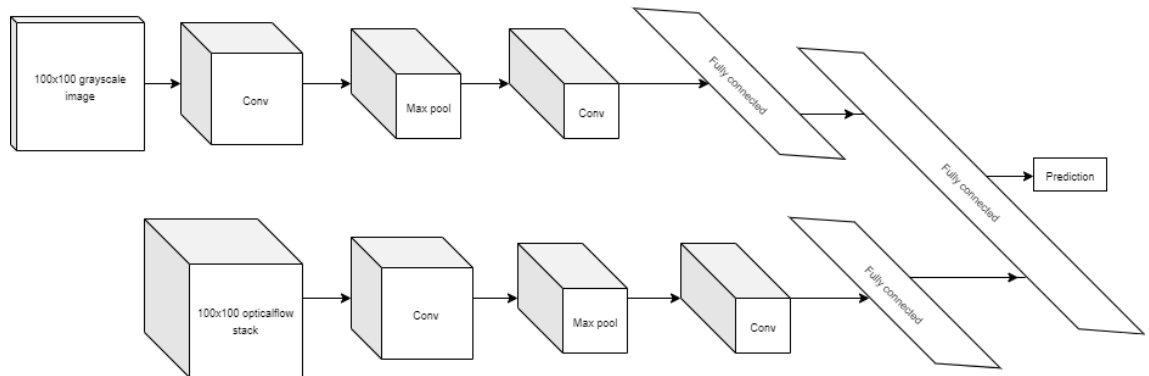 100x100 grayscale
image
Conv
Max pool
Conv
Fully connected
Fully connected
Prediction
100x100 opticalflow
stack
Conv
Max pool
Conv
Fully connected